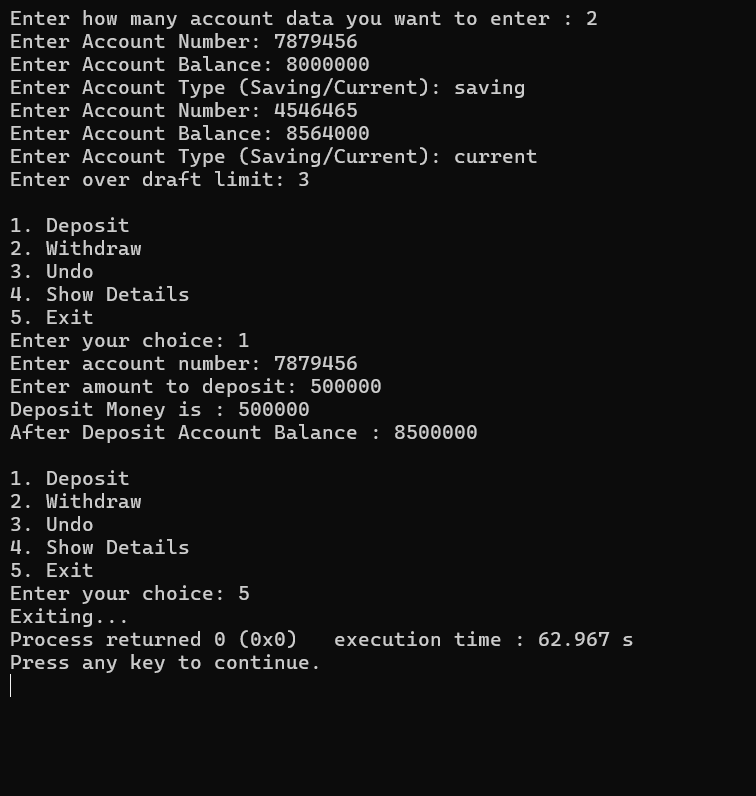 Enter how many account data you want to enter : 2
Enter Account Number: 7879456
Enter Account Balance: 8000000
Enter Account Type (Saving/Current): saving
Enter Account Number: 4546465
Enter Account Balance: 8564000
Enter Account Type (Saving/Current): current
Enter over draft limit: 3

1. Deposit
2. Withdraw
3. Undo
4. Show Details
5. Exit
Enter your choice: 1
Enter account number: 7879456
Enter amount to deposit: 500000
Deposit Money is : 500000
After Deposit Account Balance : 8500000

1. Deposit
2. Withdraw
3. Undo
4. Show Details
5. Exit
Enter your choice: 5
Exiting...
Process returned 0 (0x0)   execution time : 62.967 s
Press any key to continue.